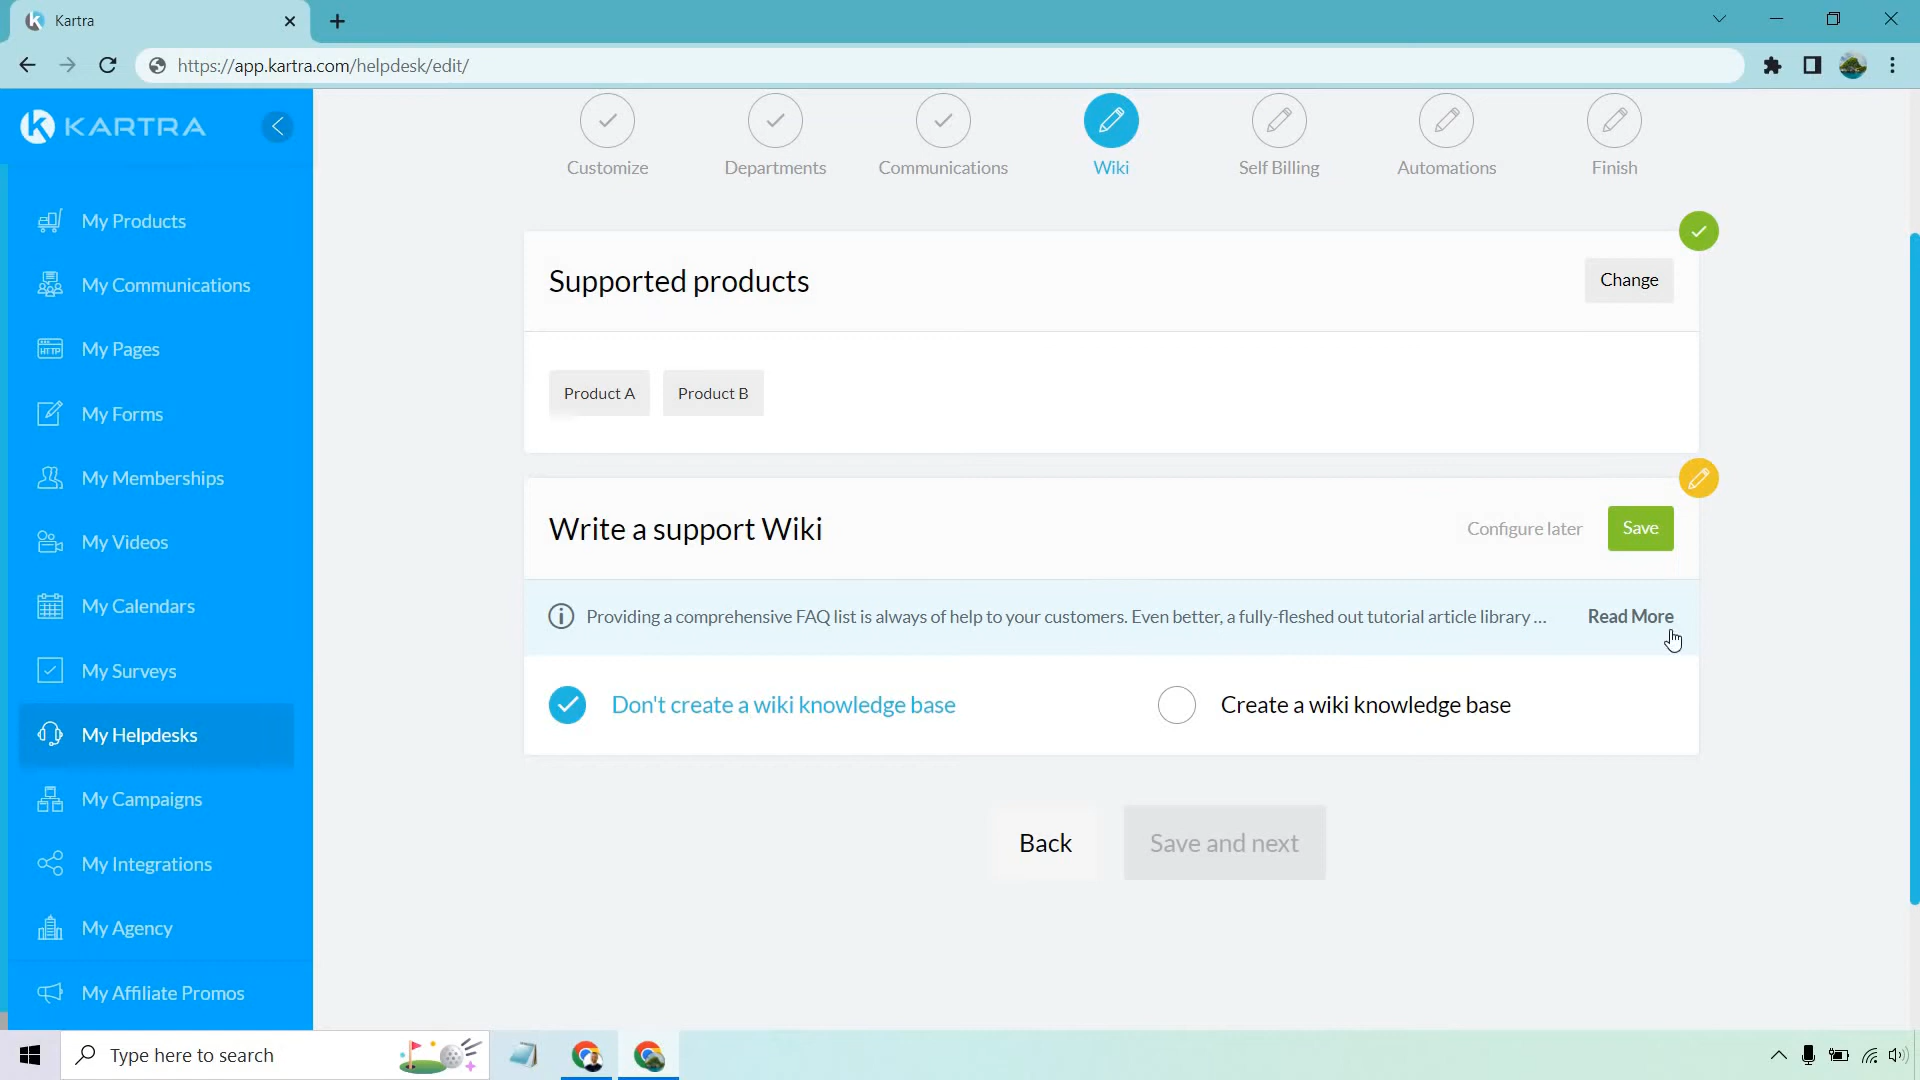 Kartra
https://app.kartra.com/helpdesk/edit/
KARTRA
My Products
My Communications
My Pages
HTTP
My Forms
My Memberships
My Videos
My Calendars
My Surveys
My Helpdesks
My Campaigns
My Integrations
My Agency
My Affiliate Promos
Customize
Departments
Communications
Wiki
Self Billing
Automations
Finish
Supported products
Change
Product A
Product B
Write a support Wiki
Configure later
Save
Providing a comprehensive FAQ list is always of help to your customers. Even better, a fully-fleshed out tutorial article library ...
Read More
Don't create a wiki knowledge base
Create a wiki knowledge base
Back
Save and next
Type here to search